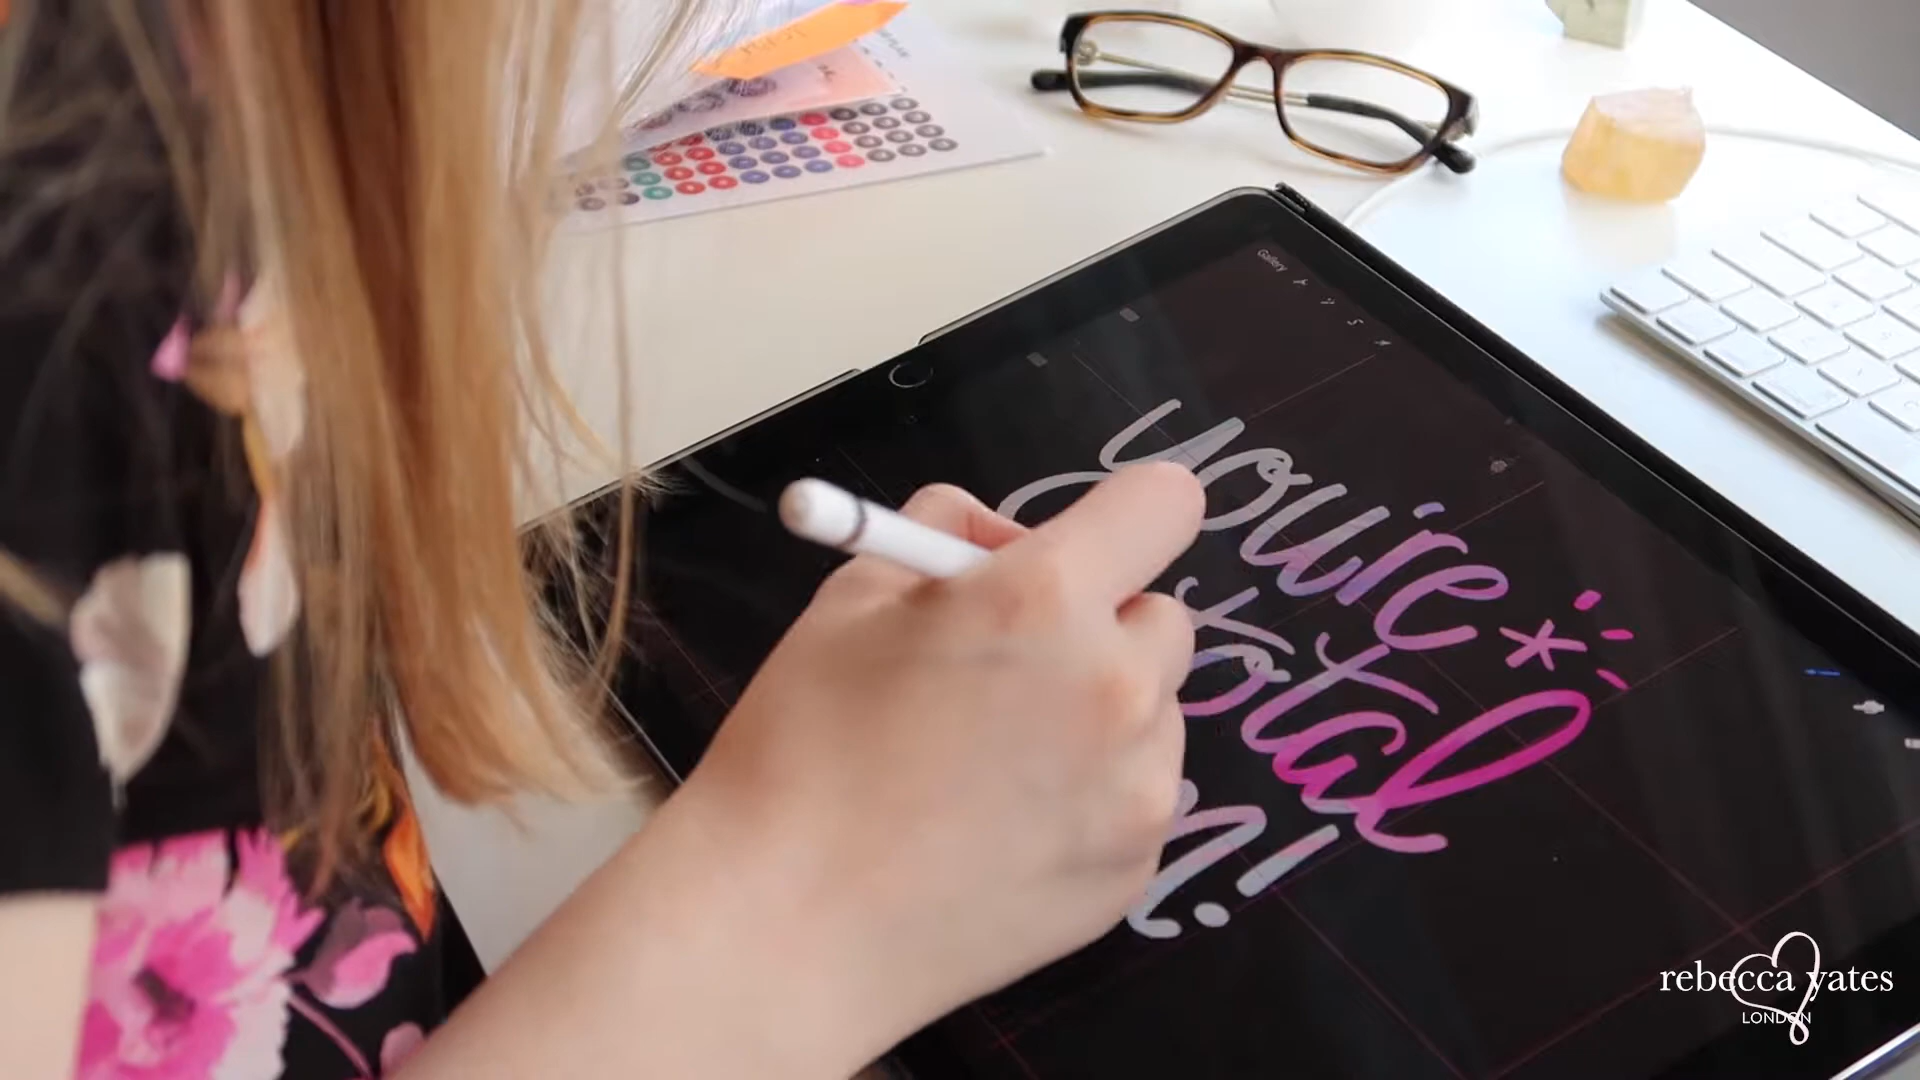 Gallery
you're
total
n!
rebecca yates
LONDON